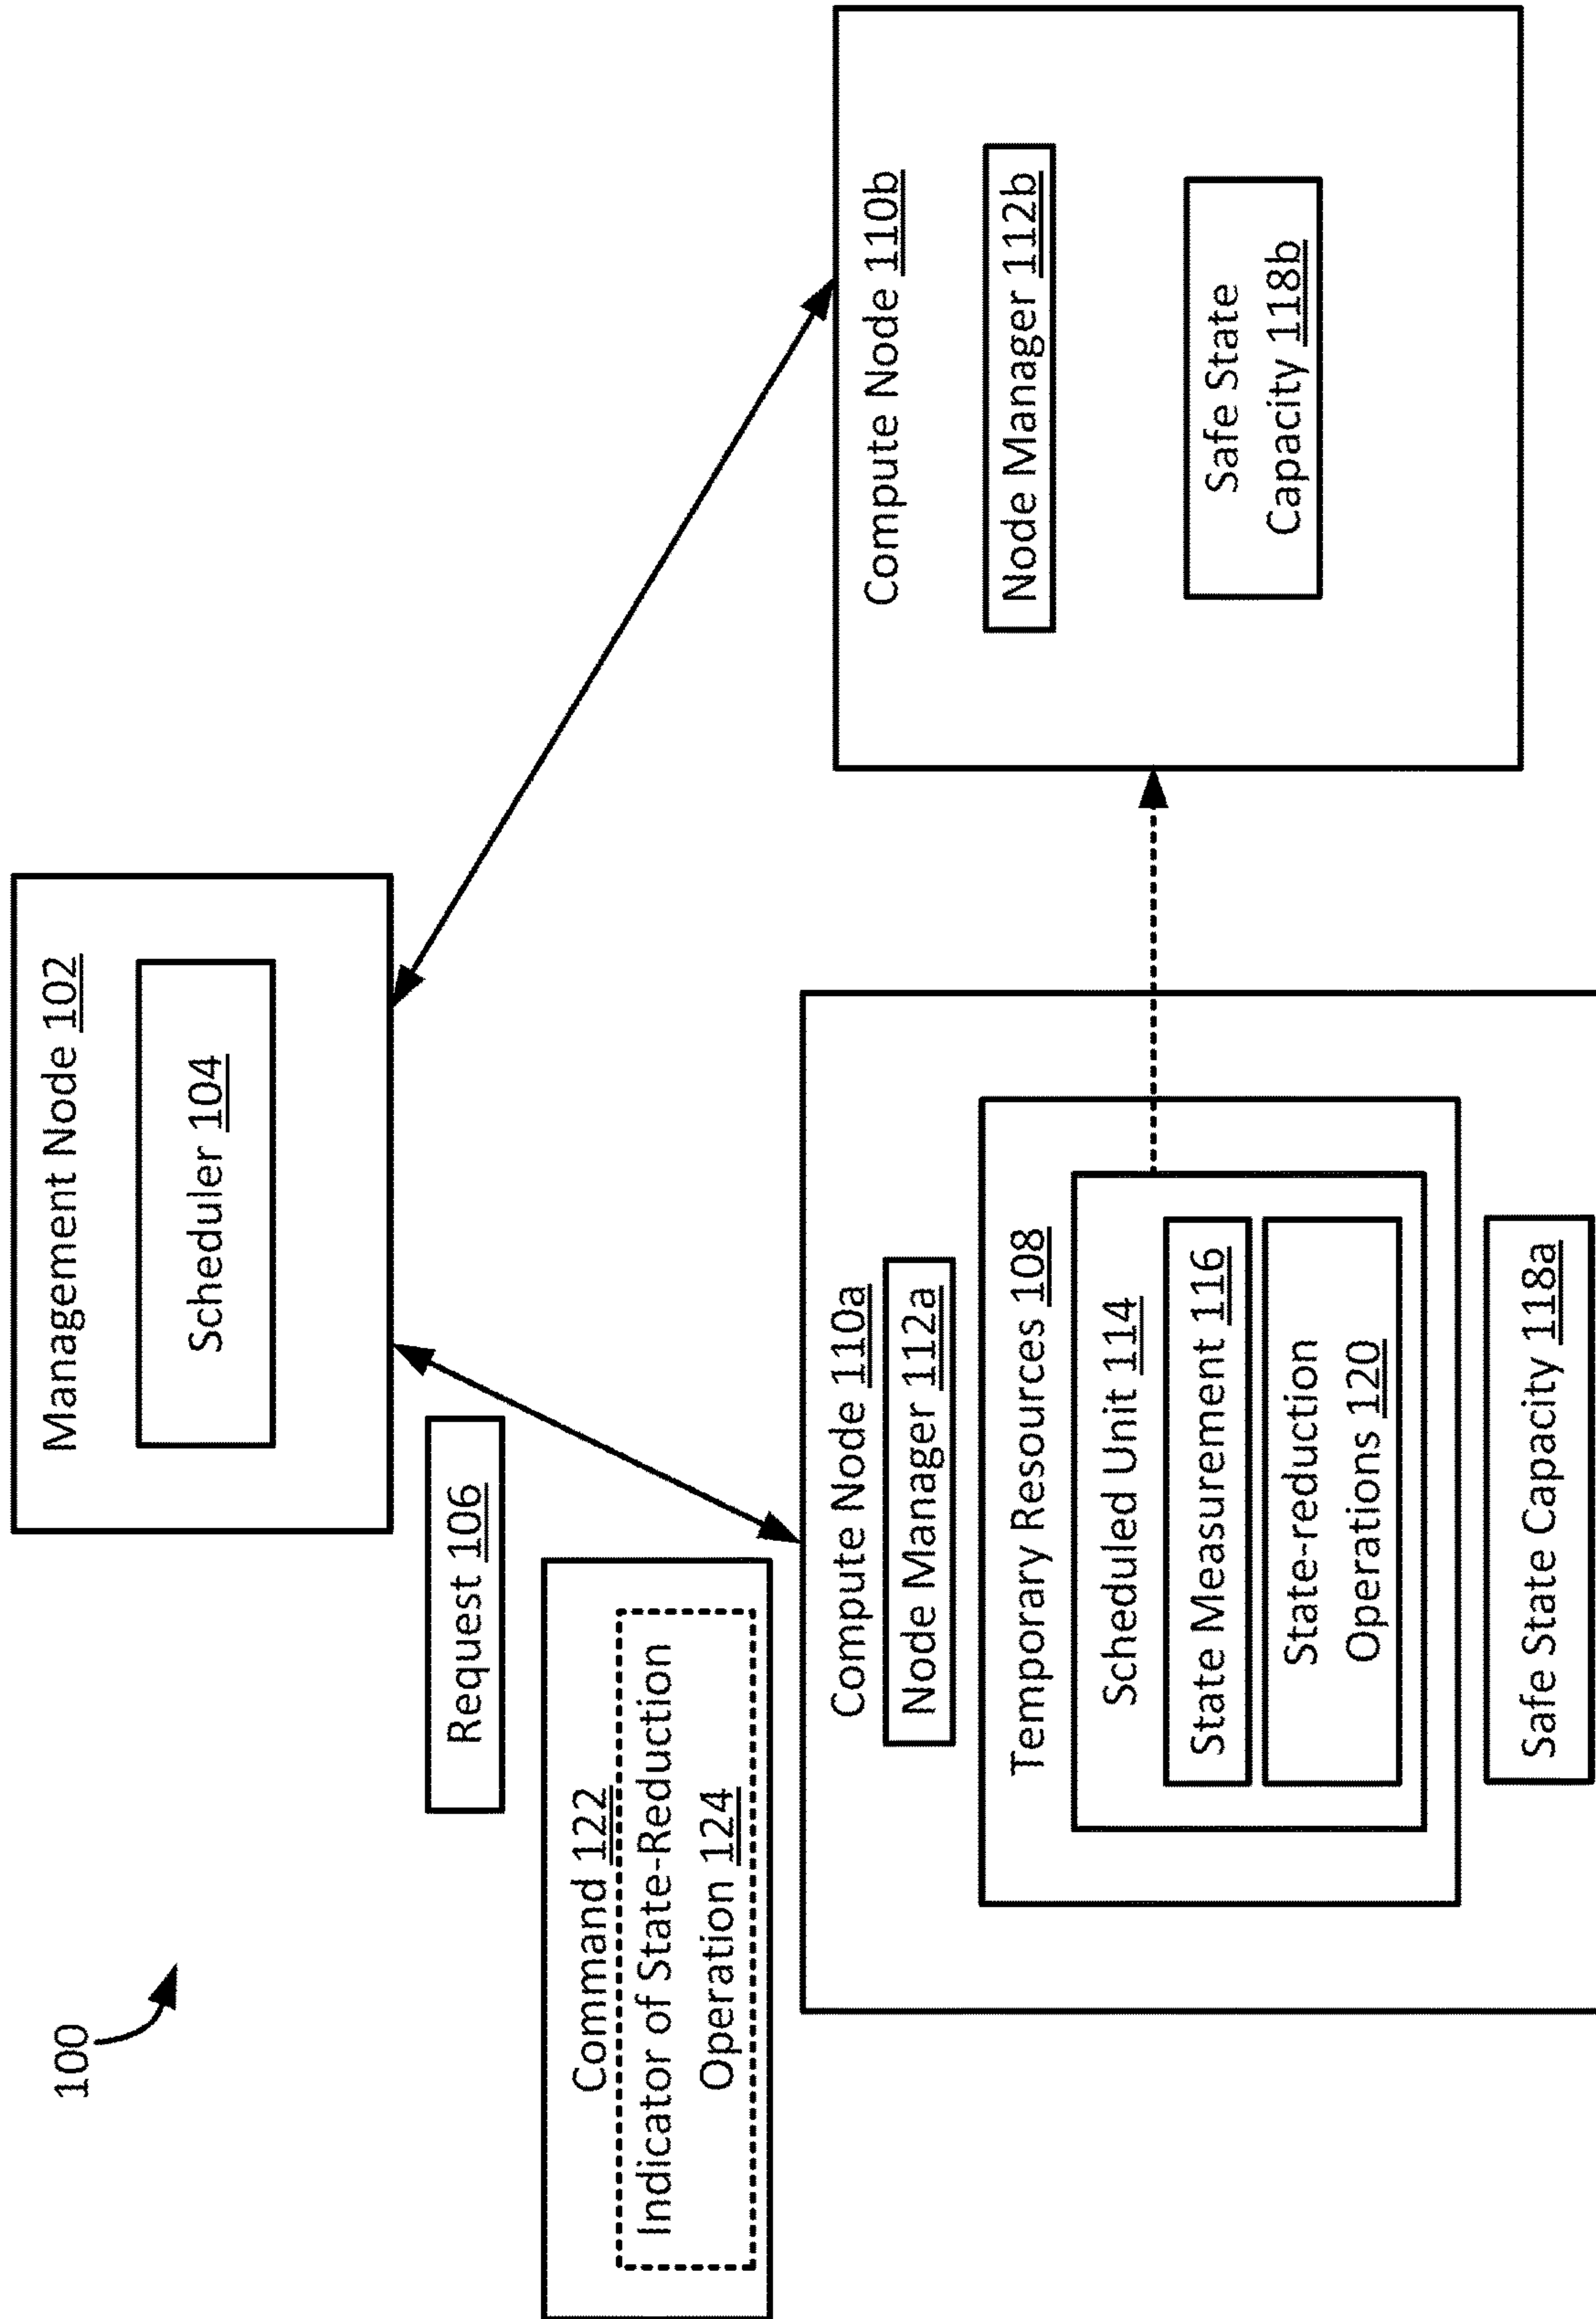 100
Management Node 102
Scheduler 104
Request 106
Command 122
Indicator of State-Reduction
Operation 124
Compute Node 110a
Node Manager 112a
Temporary Resources 108
Scheduled Unit 114
State Measurement 116
State-reduction
Operations 120
Safe State Capacity 118a
Compute Node 110b
Node Manager 112b
Safe State
Capacity 118b